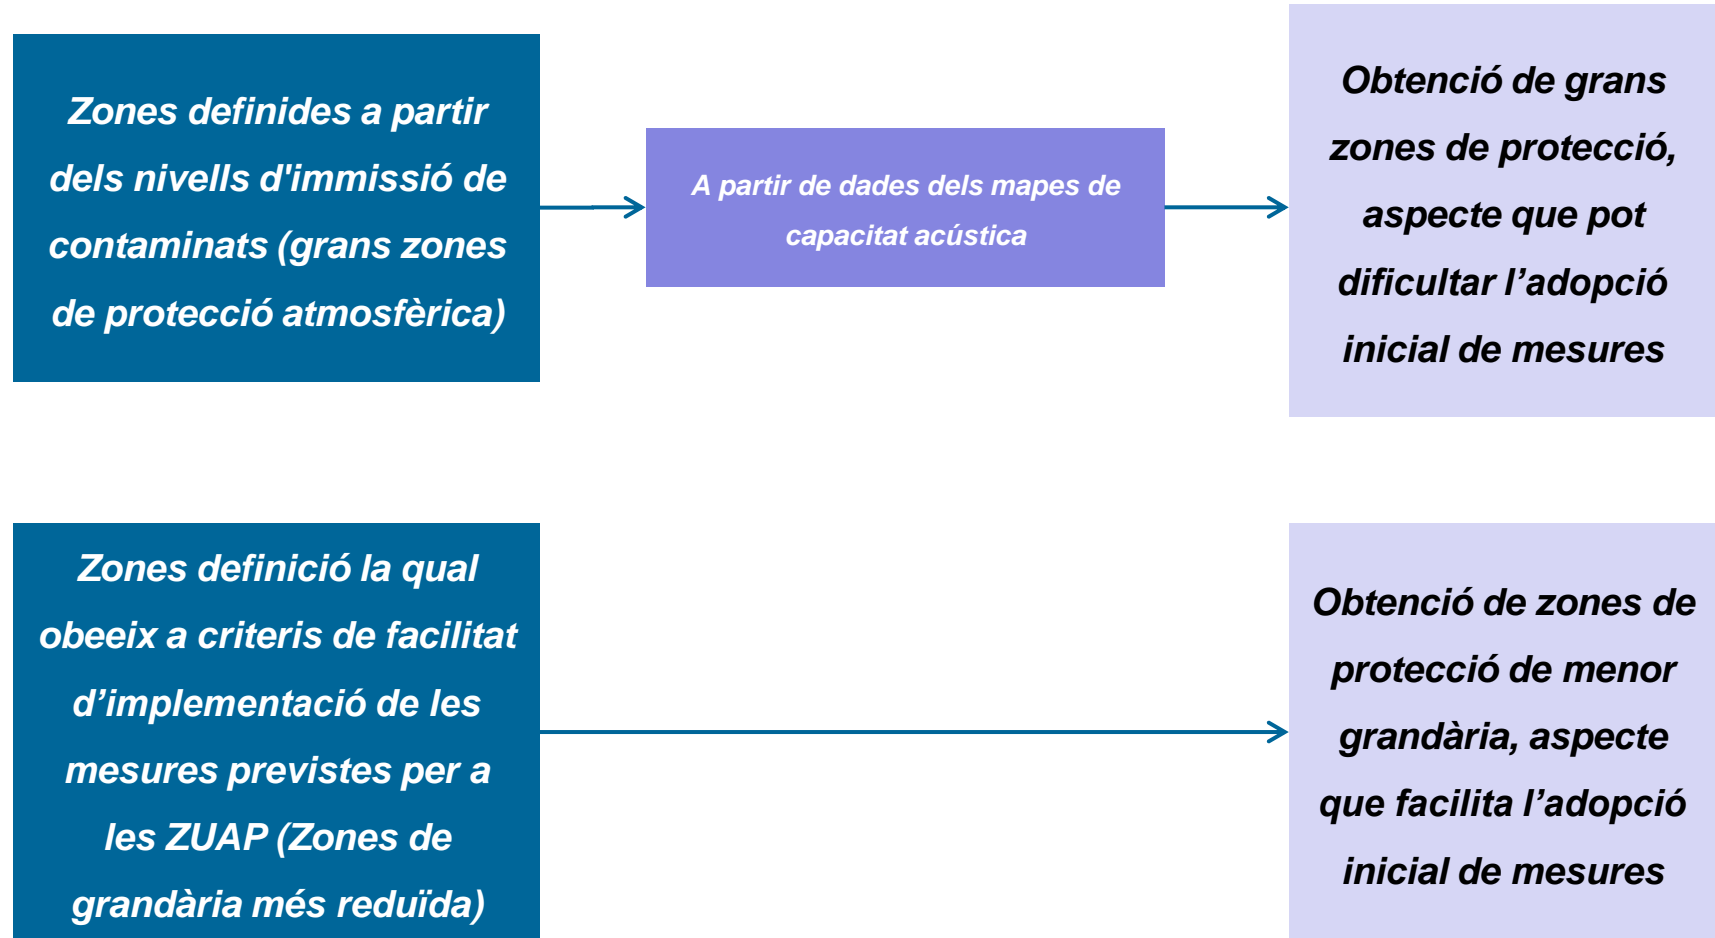 Zones definides a partir
dels nivells d'immissió de
contaminats (grans zones
de protecció atmosfèrica)
A partir de dades dels mapes de
capacitat acústica
Obtenció de grans
zones de protecció,
aspecte que pot
dificultar l’adopció
inicial de mesures
Zones definició la qual
obeeix a criteris de facilitat
d’implementació de les
mesures previstes per a
les ZUAP (Zones de
grandària més reduïda)
Obtenció de zones de
protecció de menor
grandària, aspecte
que facilita l’adopció
inicial de mesures